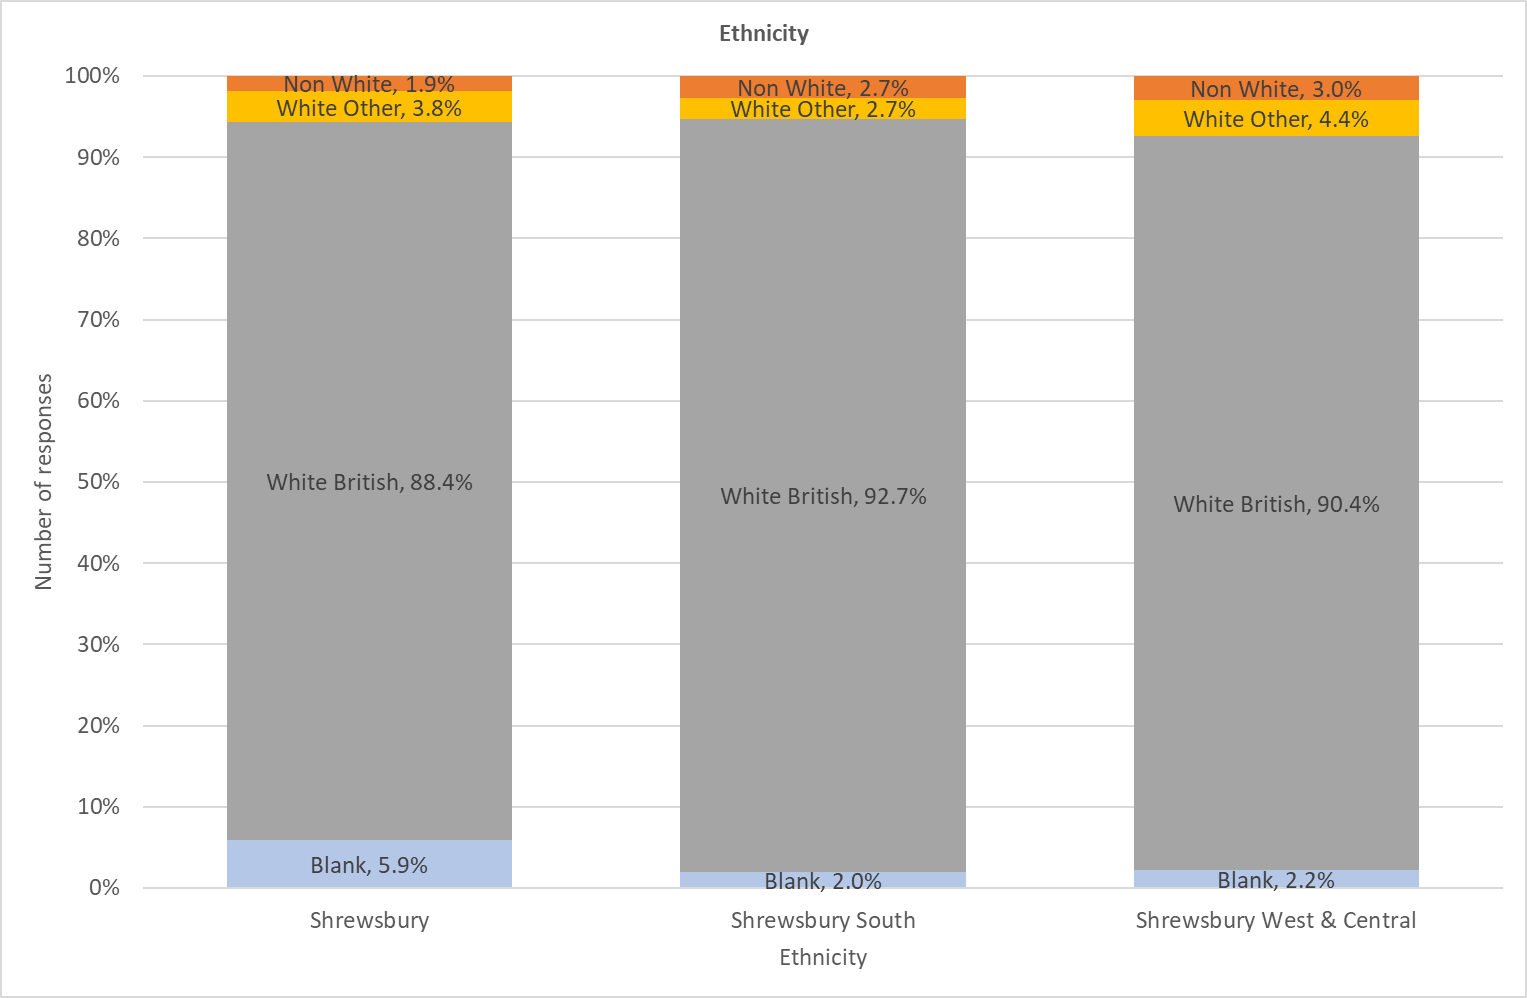 Ethnicity
100%
90%
80%
70%
60%
50%
40%
30%
20%
10%
0%
Number of responses
Non White, 1.9%
White Other, 3.8%
White British, 88.4%
Blank, 5.9%
Non White, 2.7%
White Other, 2.7%
White British, 92.7%
Blank, 2.0%
Non White, 3.0%
White Other, 4.4%
White British, 90.4%
Blank, 2.2%
Shrewsbury
Shrewsbury South
Shrewsbury West & Central
Ethnicity